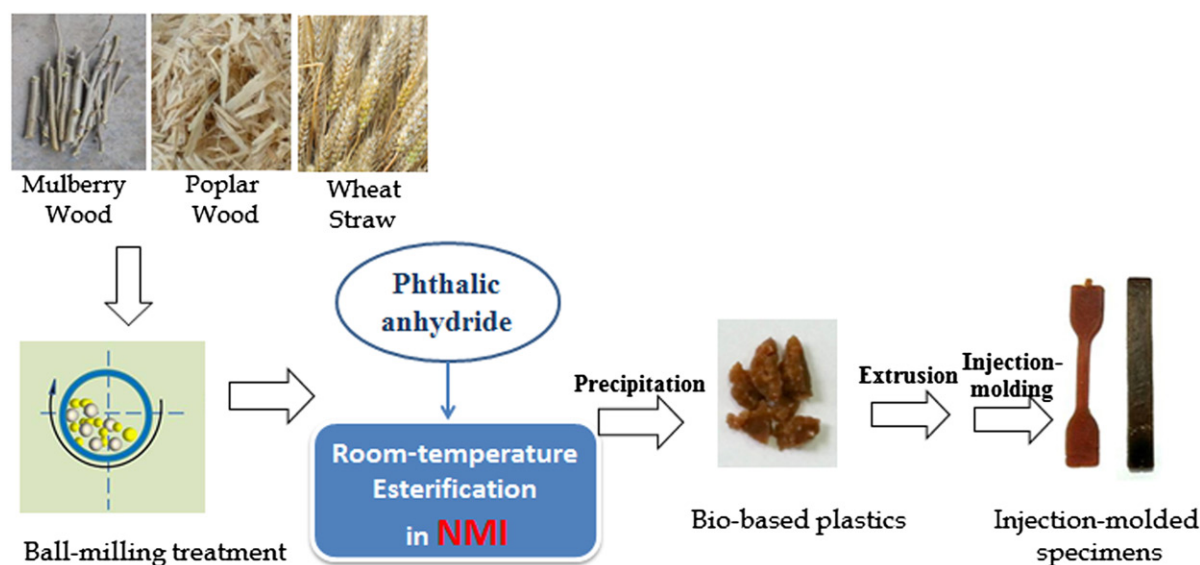 Mulberry
Wood
Poplar
Wood
Wheat
Straw
Phthalic
anhydride
Room-temperature
Esterification
in NMI
Ball-milling treatment
Precipitation
Bio-based plastics
Extrusion
Injection-
molding
Injection-molded
specimens